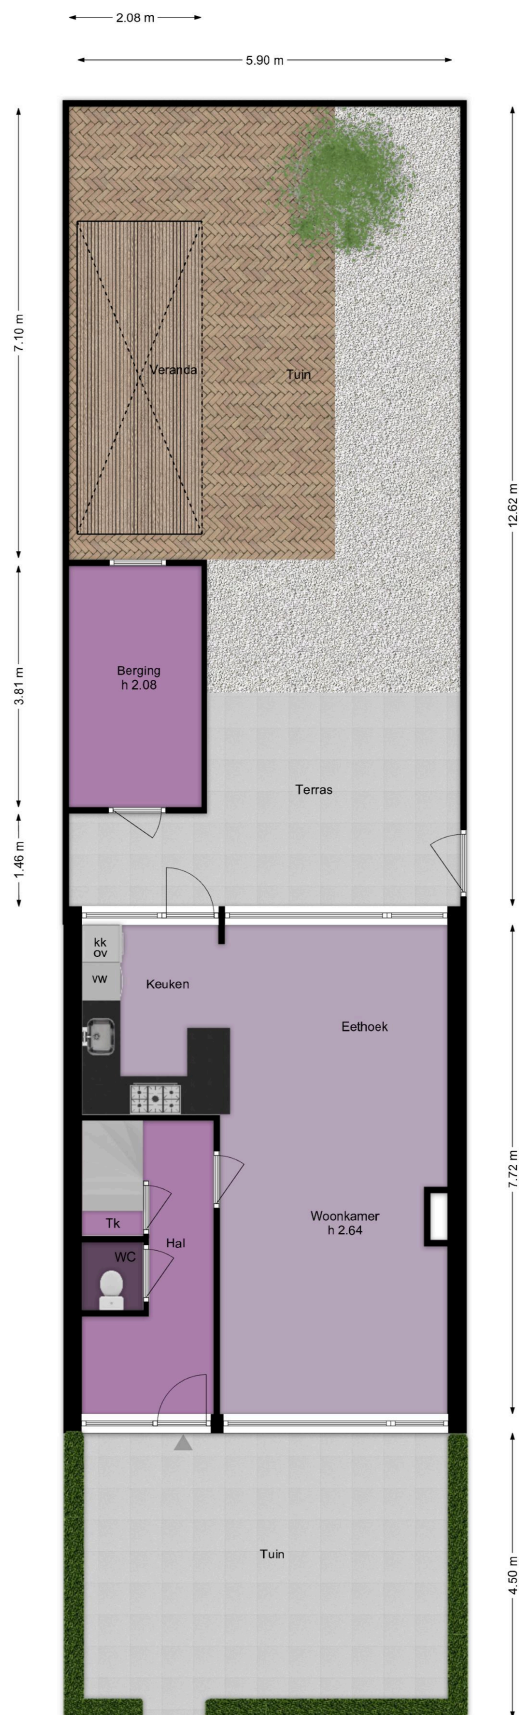 2.08 m
5.90 m
7.10 m
12.62 m
Veranda
Tuin
Berging
h 2.08
3.81 m
Terras
1.46 m
kk
ov
vw
Keuken
Eethoek
7.72 m
Woonkamer
h 2.64
Tk
Hal
WC
Tuin
4.50 m